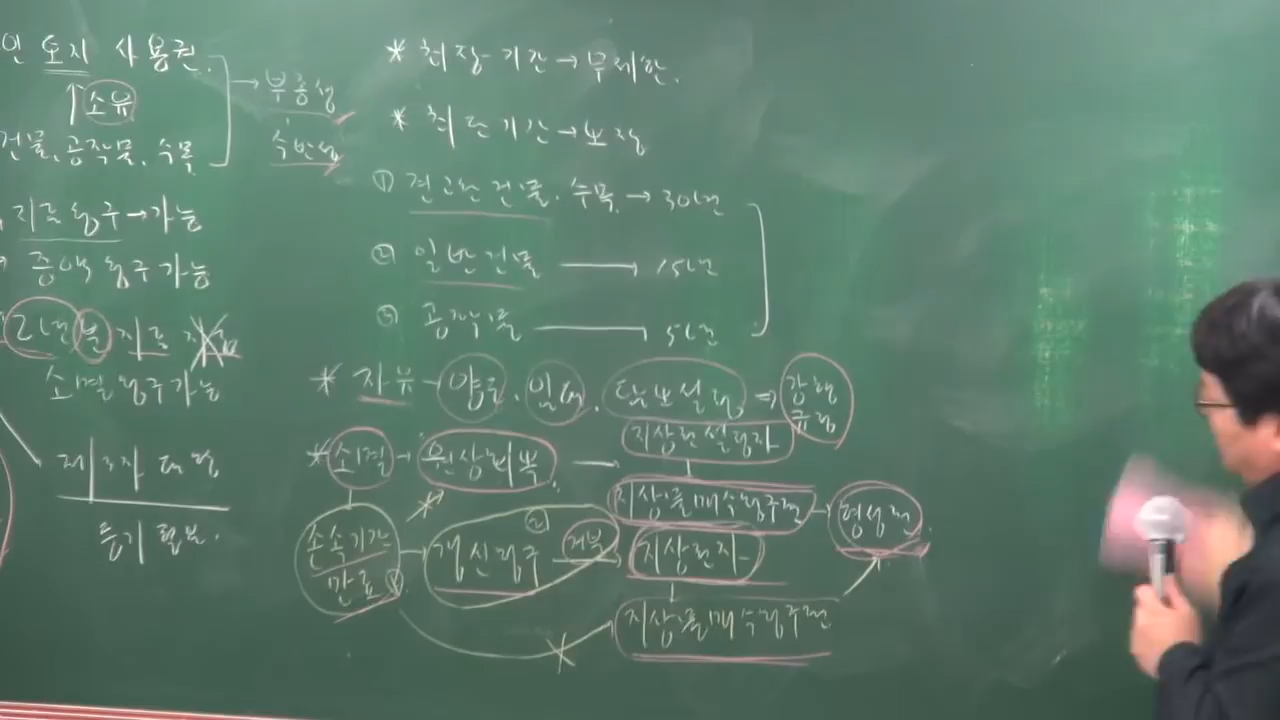 인 토지 사용권
↑ 소유
건물, 공작물, 수목
→ 부종성
수반성
지료 청구 → 가능
증액 청구 가능
2년분 지료
소멸청구 가능
제3자 대항
등기 필요.
* 최장기간 → 무제한.
* 최단기간 → 보장
① 견고한 건물. 수목 → 30년
② 일반건물 — 15년
③ 공작물 — 5년
* 자유 - 양도. 임대. 담보설정 ⇒ 강행규정
* 소멸 → 원상회복 → 지상권설정자
지상물매수청구권 → 형성권.
존속기간 만료 ① → 갱신청구 ② 거부 → 지상권자
지상물매수청구권